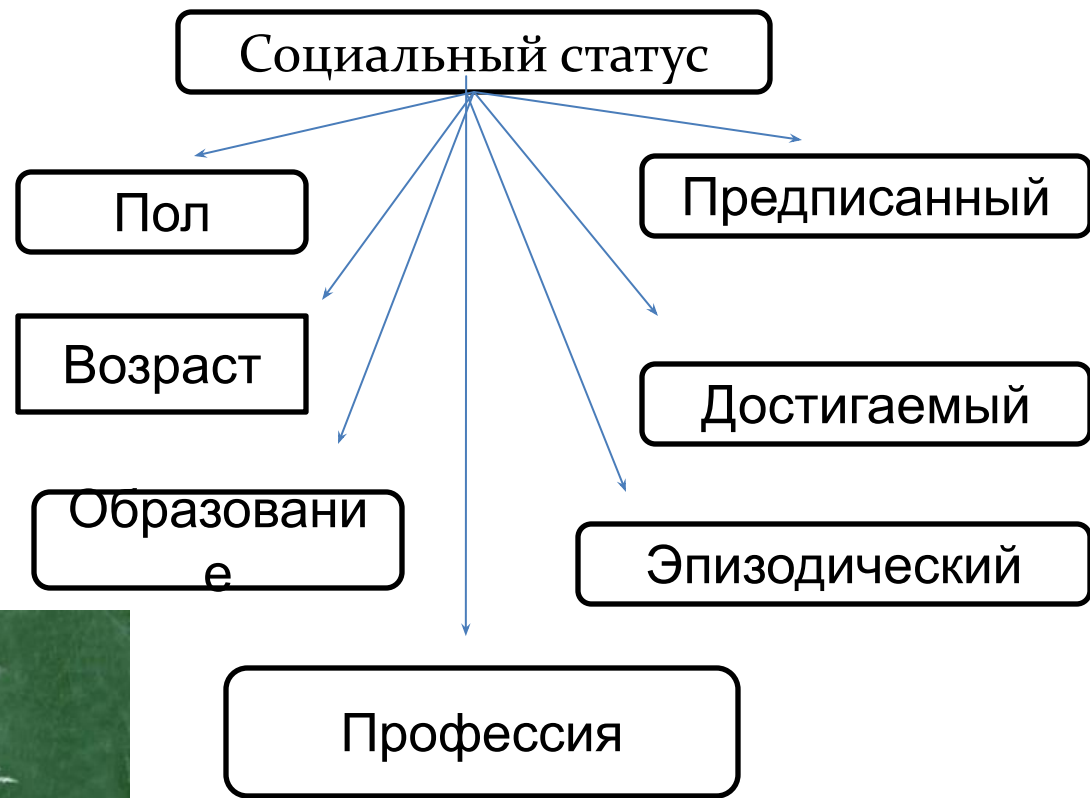 Социальный статус
Пол
Предписанный
Возраст
Достигаемый
Образовани
е
Эпизодический
Профессия